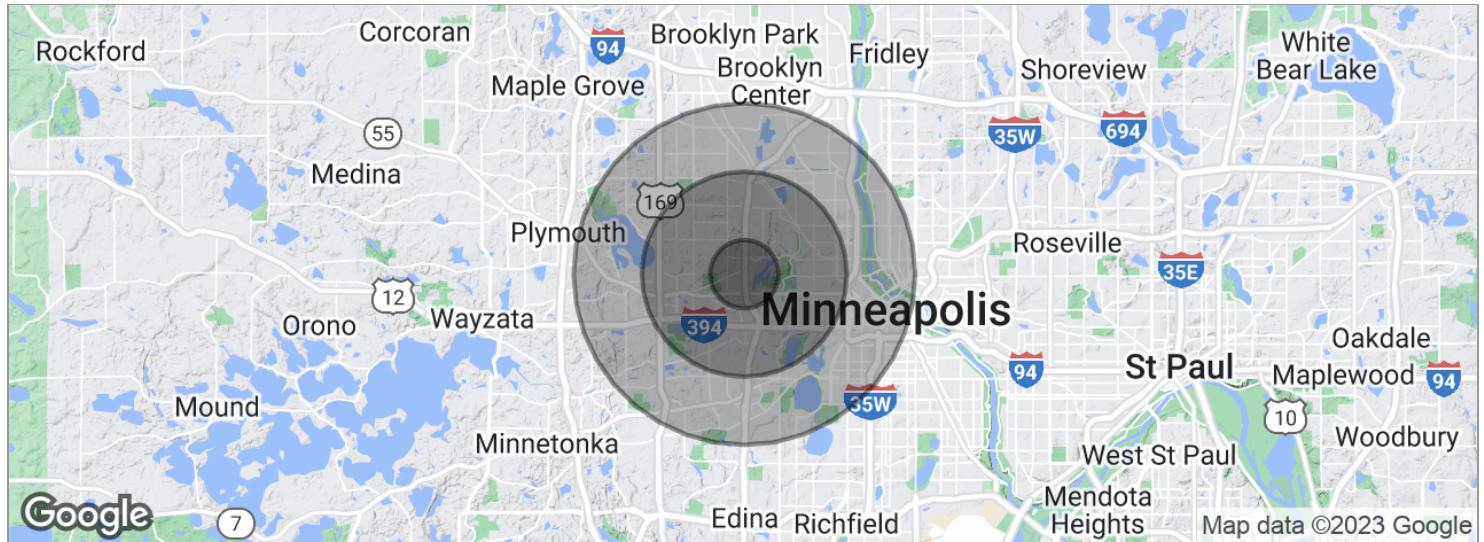 Rockford
Corcoran
94
Brooklyn Park
Fridley
White
Bear Lake
Maple Grove
Brooklyn
Center
Shoreview
55
35W
694
Medina
169
Plymouth
Roseville
35E
12
Orono
Wayzata
394
Minneapolis
Oakdale
94
St Paul
Maplewood
94
Mound
35W
10
Minnetonka
Woodbury
West St Paul
Google
7
Edina
Richfield
Mendota
Heights
Map data ©2023 Google